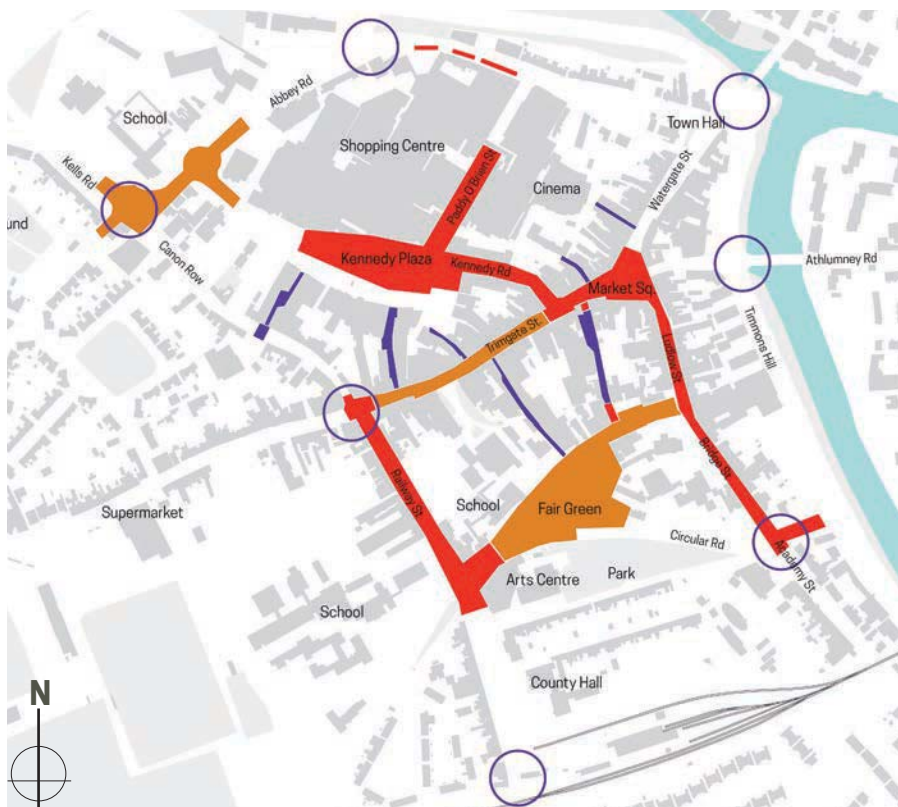 Abbey Rd
School
Town Hall
Shopping Centre
Watergate St
Kells Rd
Paddy O'Brien St
Cinema
und
Canon Row
Kennedy Plaza
Kennedy Rd
Athlumney Rd
Market Sq.
Timmons Hill
Trimgate St.
Ludlow St
Bridge St
Railway St.
School
Fair Green
Supermarket
Circular Rd
Academy St
Arts Centre
Park
School
County Hall
N